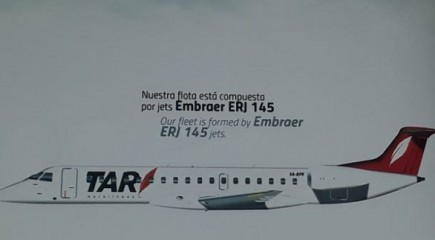 Nuestra flota está compuesta
por jets Embraer ERJ 145
Our fleet is formed by Embraer
ERJ 145 jets.
TAR